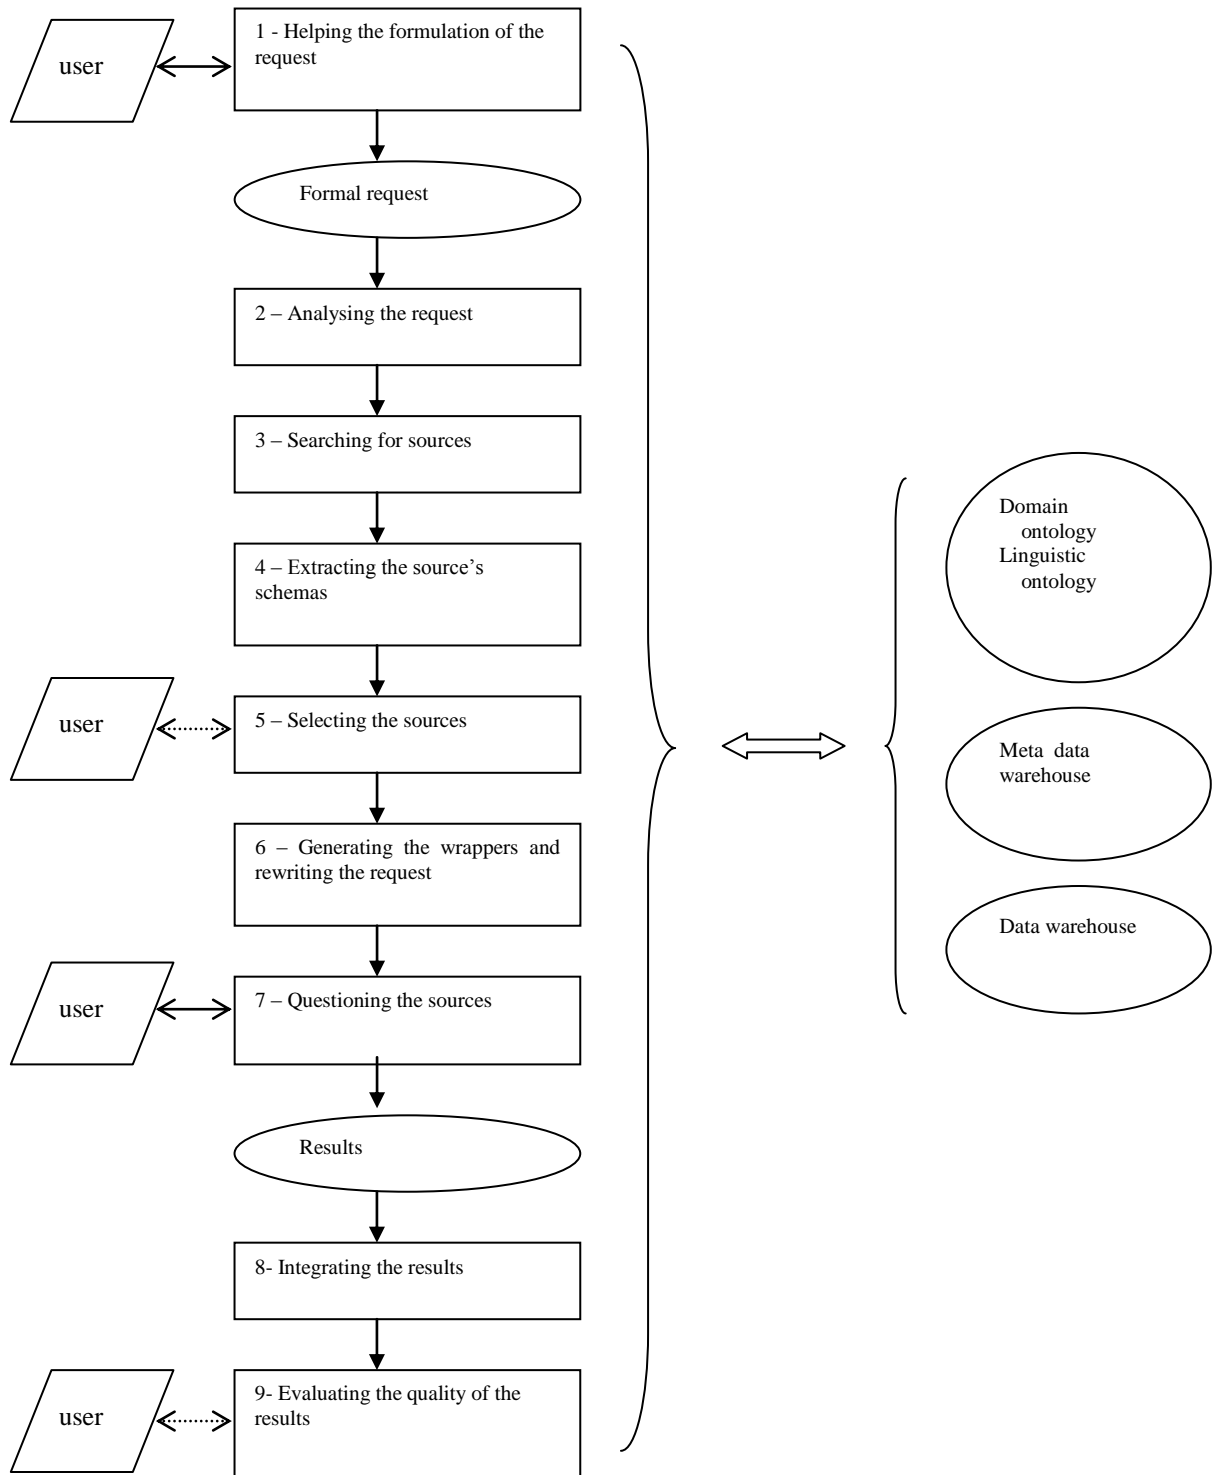 user
1 - Helping the formulation of the
request
Formal request
2 – Analysing the request
3 – Searching for sources
4 – Extracting the source’s
schemas
user
5 – Selecting the sources
6 – Generating the wrappers and
rewriting the request
user
7 – Questioning the sources
Results
8- Integrating the results
user
9- Evaluating the quality of the
results
Domain
ontology
Linguistic
ontology
Meta data
warehouse
Data warehouse